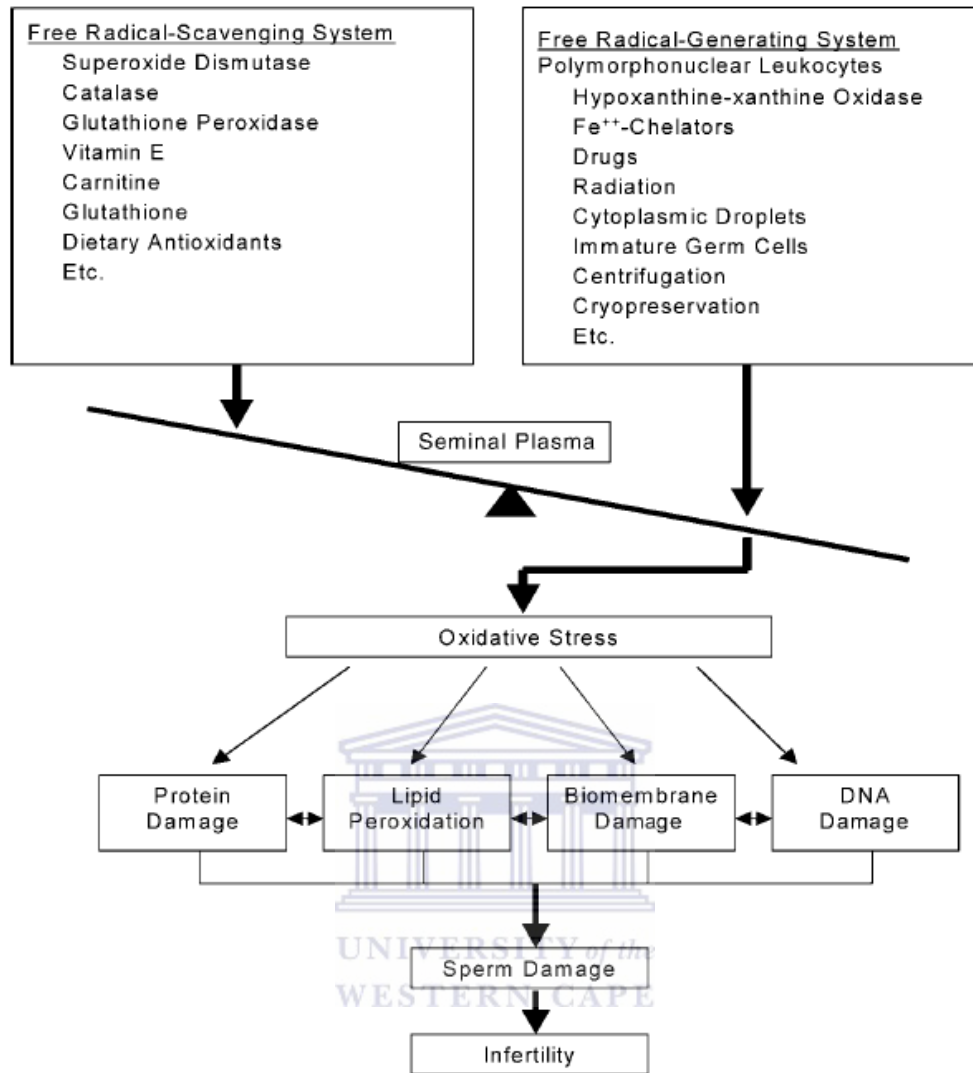 Free Radical-Scavenging System
Superoxide Dismutase
Catalase
Glutathione Peroxidase
Vitamin E
Carnitine
Glutathione
Dietary Antioxidants
Etc.
Free Radical-Generating System
Polymorphonuclear Leukocytes
Hypoxanthine-xanthine Oxidase
Fe⁺⁺-Chelators
Drugs
Radiation
Cytoplasmic Droplets
Immature Germ Cells
Centrifugation
Cryopreservation
Etc.
Seminal Plasma
Oxidative Stress
Protein
Damage
Lipid
Peroxidation
Biomembrane
Damage
DNA
Damage
UNIVERSITY of the
Sperm Damage
WESTERN CAPE
Infertility